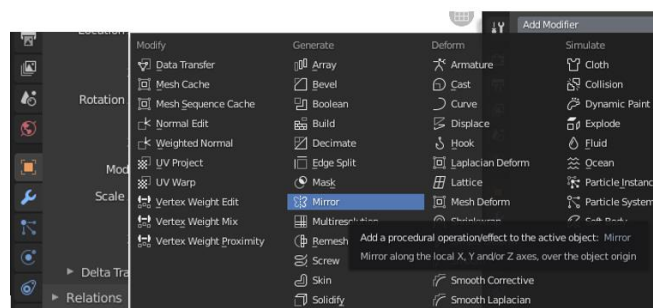 Add Modifier
Modify
Data Transfer
Mesh Cache
Mesh Sequence Cache
Normal Edit
Weighted Normal
UV Project
UV Warp
Vertex Weight Edit
Vertex Weight Mix
Vertex Weight Proximity
Generate
Array
Bevel
Boolean
Build
Decimate
Edge Split
Mask
Mirror
Multiresolution
Remesh
Screw
Skin
Solidify
Deform
Armature
Cast
Curve
Displace
Hook
Laplacian Deform
Lattice
Mesh Deform
Shrinkwrap
Smooth Corrective
Smooth Laplacian
Simulate
Cloth
Collision
Dynamic Paint
Explode
Fluid
Ocean
Particle Instanc
Particle System
Soft Body
Add a procedural operation/effect to the active object: Mirror
Mirror along the local X, Y and/or Z axes, over the object origin
Rotation
Mod
Scale
Delta Tra
Relations